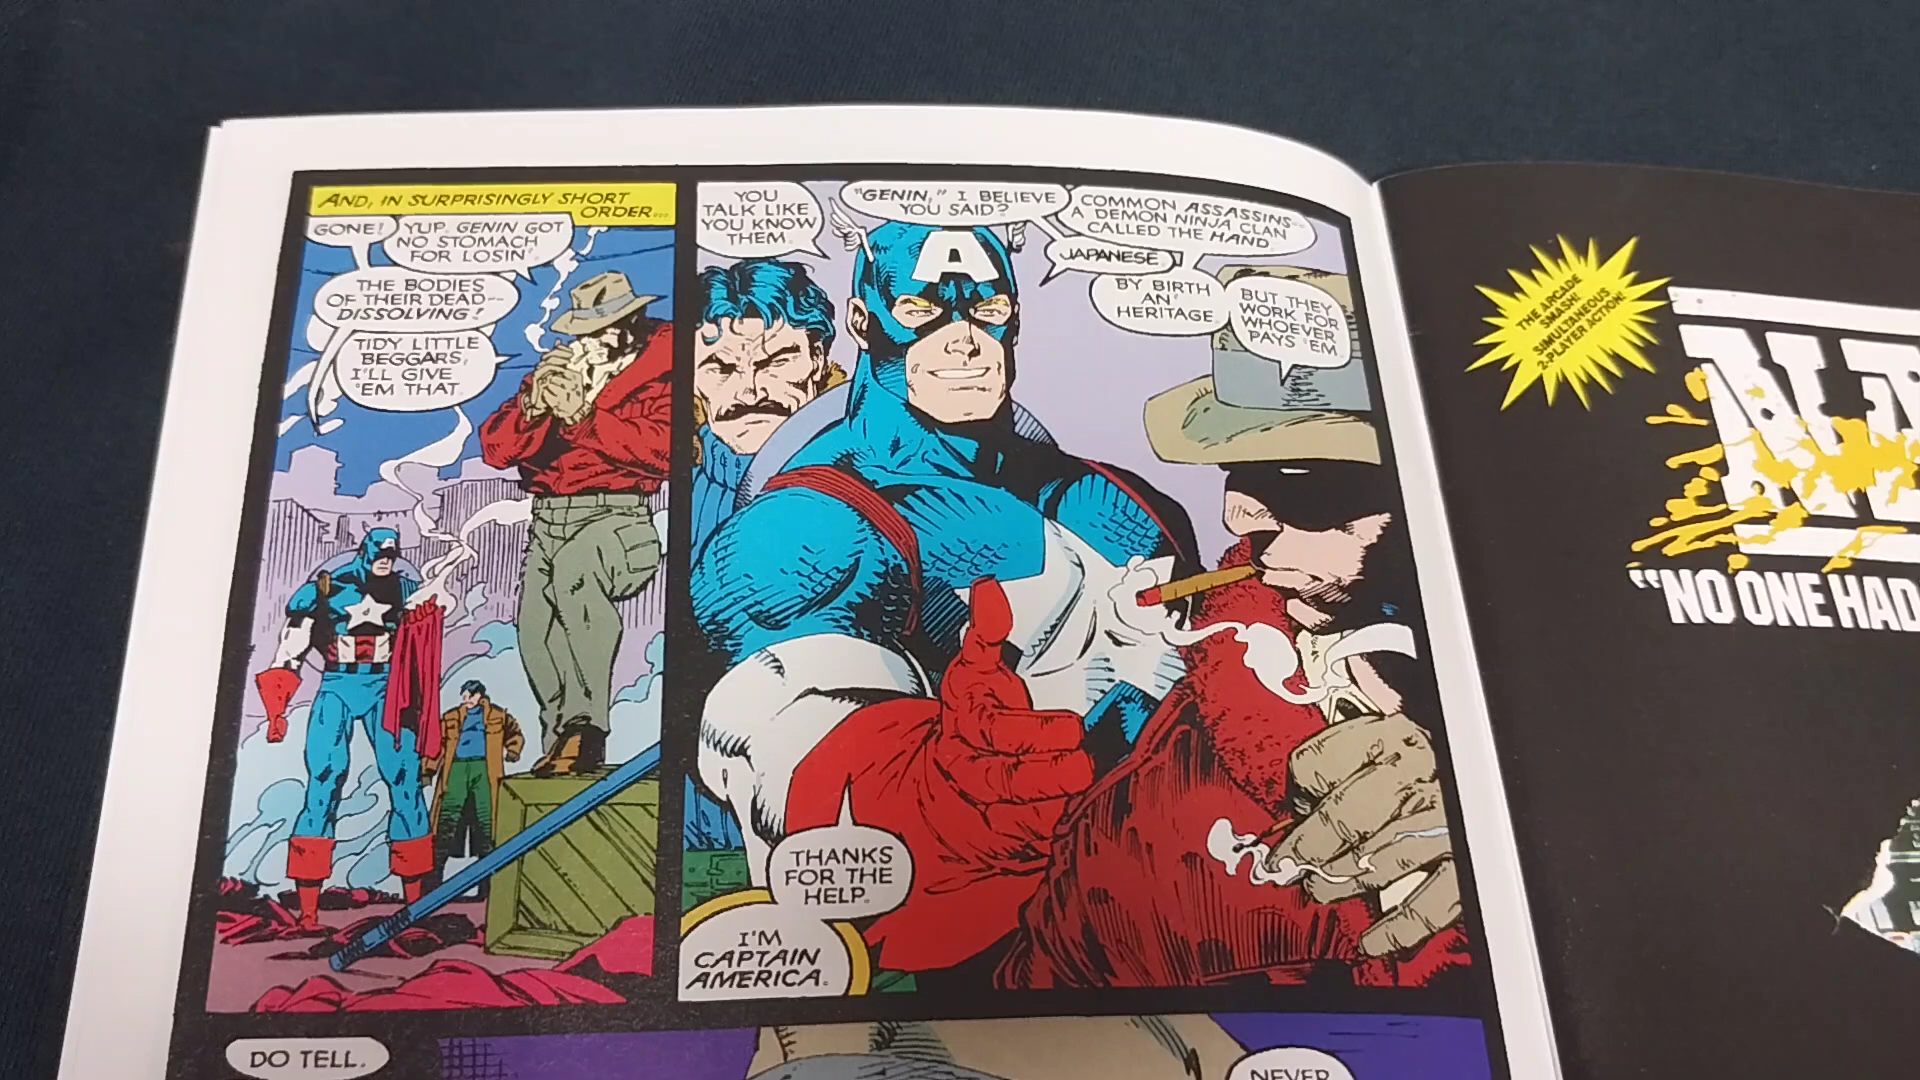 AND, IN SURPRISINGLY SHORT
ORDER...
GONE!
YUP. GENIN GOT
NO STOMACH
FOR LOSIN'.
THE BODIES
OF THEIR DEAD--
DISSOLVING!
TIDY LITTLE
BEGGARS,
I'LL GIVE
'EM THAT.
YOU
TALK LIKE
YOU KNOW
THEM.
"GENIN," I BELIEVE
YOU SAID?
COMMON ASSASSINS--
A DEMON NINJA CLAN
CALLED THE HAND.
JAPANESE
BY BIRTH
AN'
HERITAGE.
BUT THEY
WORK FOR
WHOEVER
PAYS 'EM.
A
THANKS
FOR THE
HELP.
I'M
CAPTAIN
AMERICA.
DO TELL.
NEVER
THE ARCADE
SMASH!
SIMULTANEOUS
2-PLAYER ACTION!
"NO ONE HAD